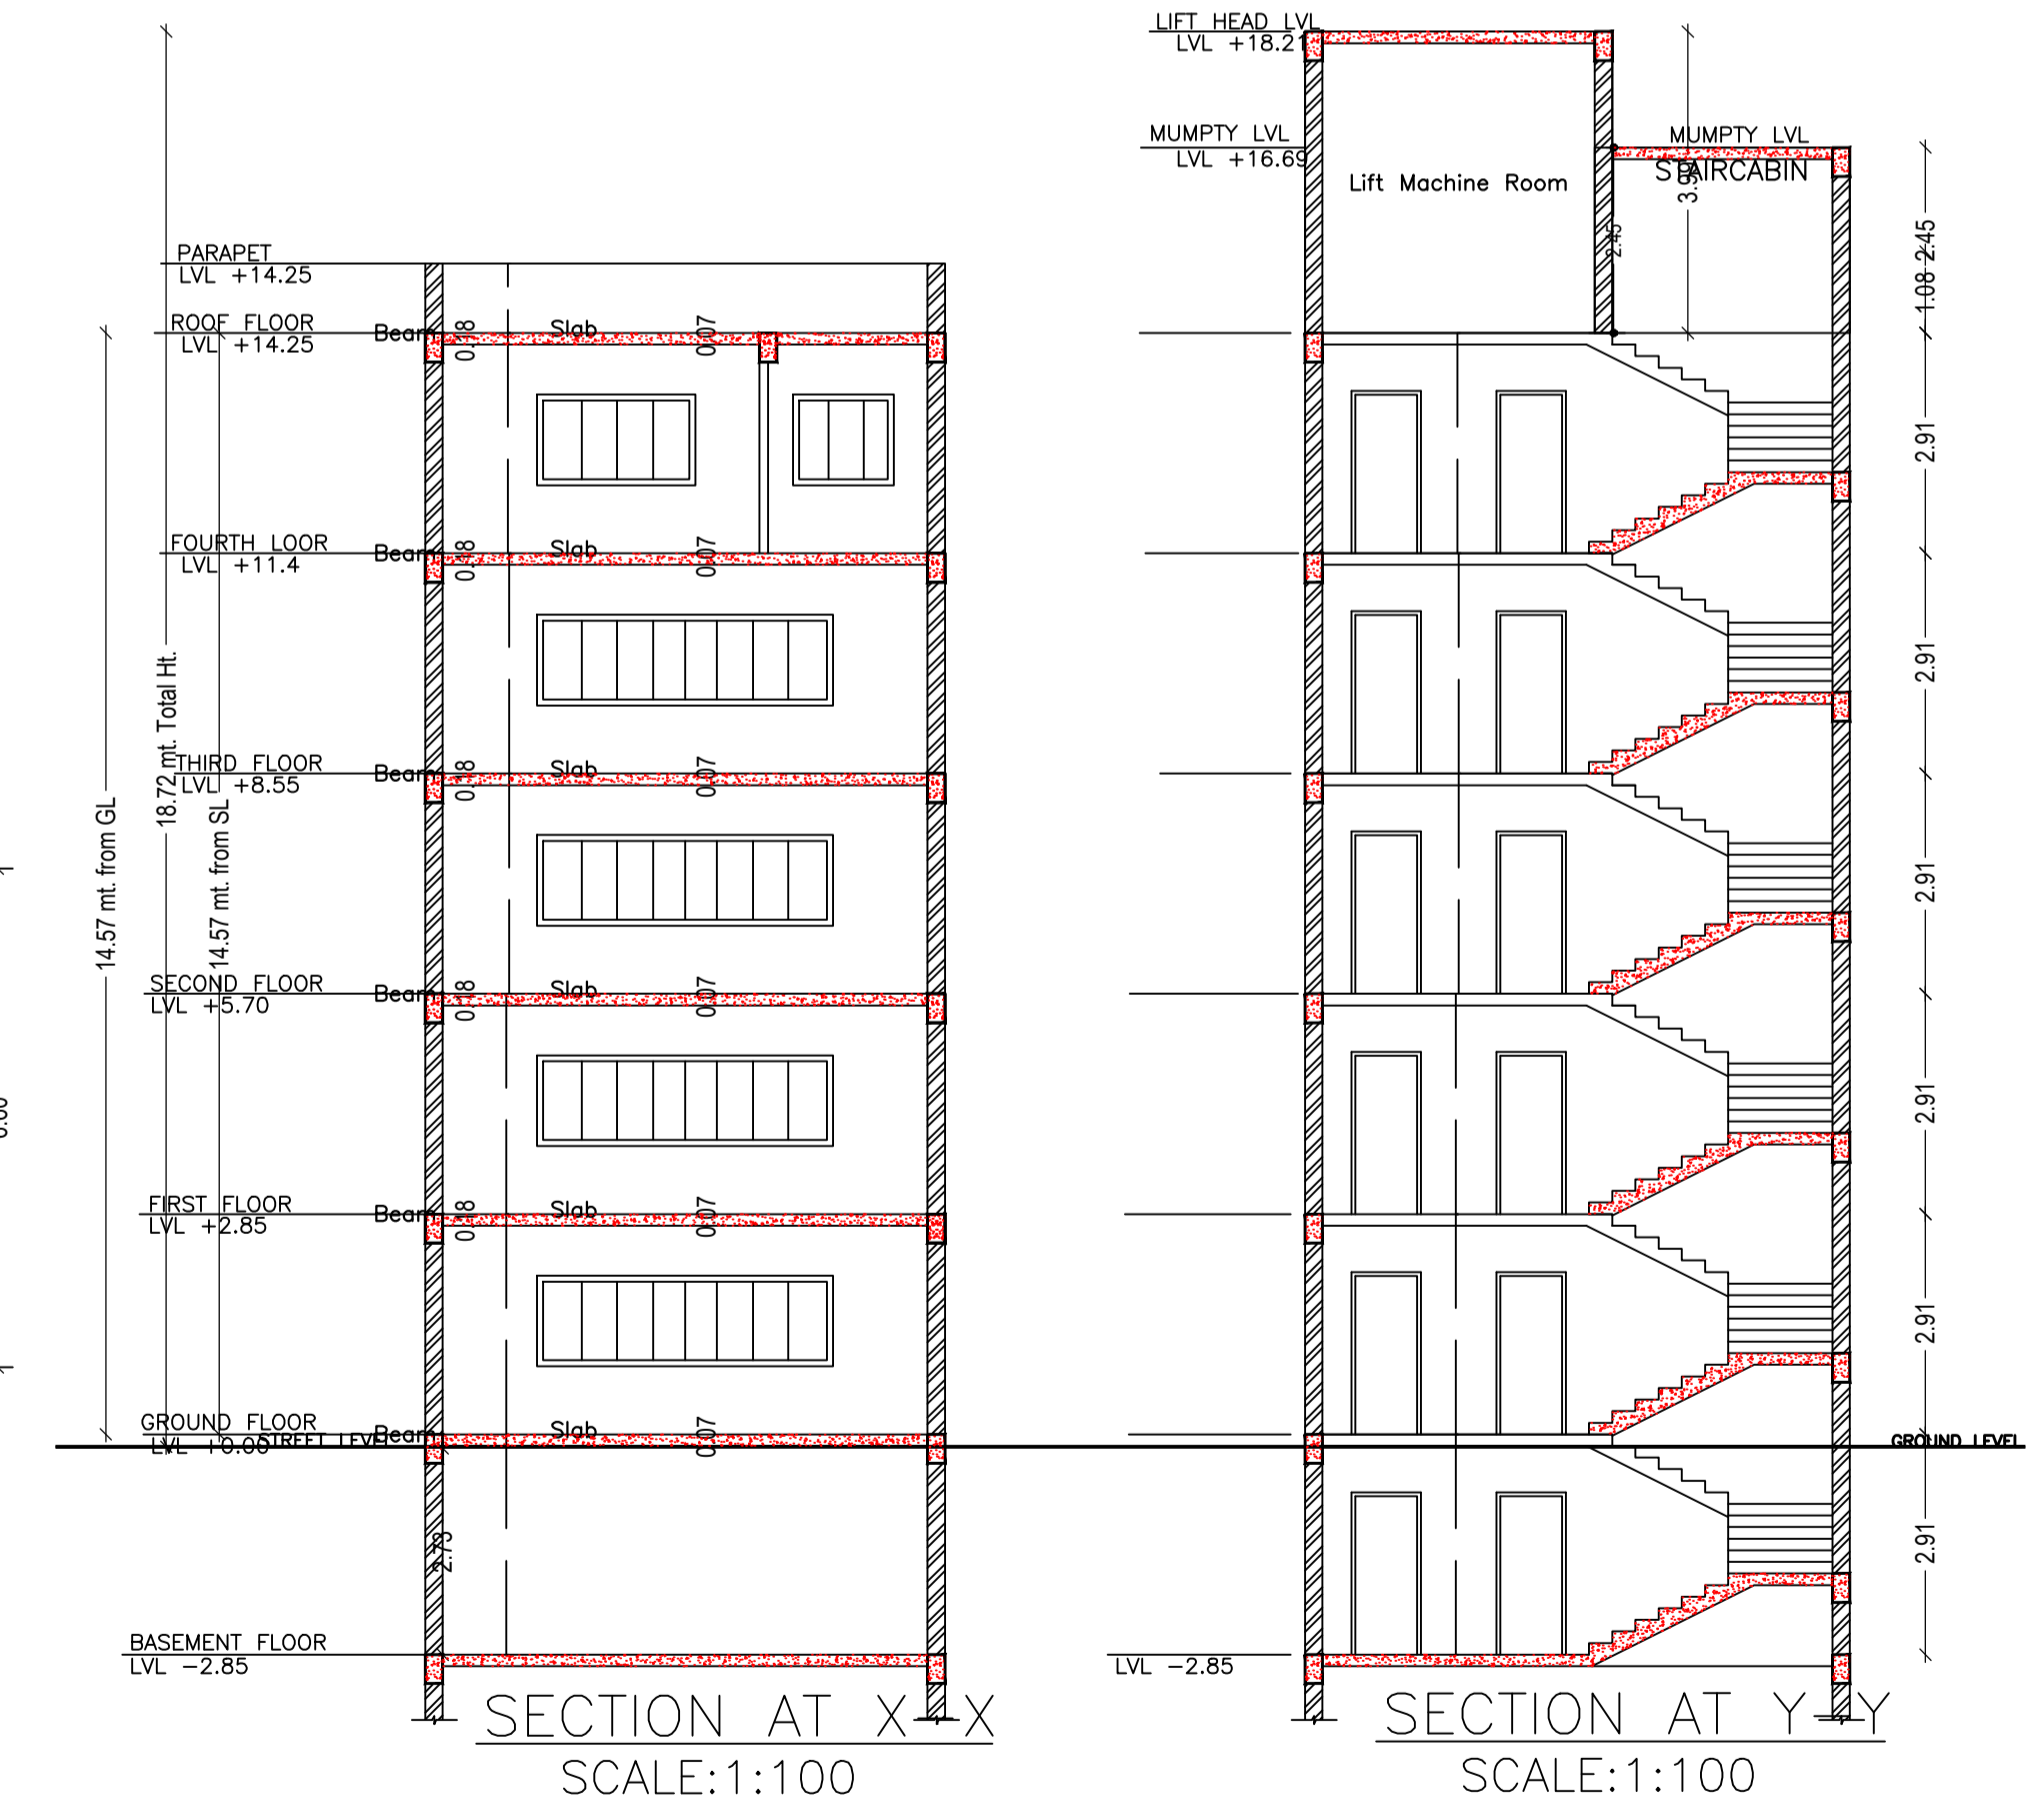 LIFT HEAD LVL
LVL +18.21
MUMPTY LVL
LVL +16.69
MUMPTY LVL
STAIRCABIN
Lift Machine Room
2.45
2.45
1.08
PARAPET
LVL +14.25
ROOF FLOOR
LVL +14.25
Beam
0.18
Slab
0.07
2.91
FOURTH LOOR
LVL +11.4
Beam
0.18
Slab
0.07
2.91
18.72 mt. Total Ht.
THIRD FLOOR
LVL +8.55
Beam
0.18
Slab
0.07
2.91
14.57 mt. from GL
14.57 mt. from SL
SECOND FLOOR
LVL +5.70
Beam
0.18
Slab
0.07
2.91
FIRST FLOOR
LVL +2.85
Beam
0.18
Slab
0.07
2.91
GROUND FLOOR
LVL +0.00
STREET LEVEL
Beam
Slab
0.07
GROUND LEVEL
2.73
2.91
BASEMENT FLOOR
LVL -2.85
LVL -2.85
SECTION AT X-X
SCALE:1:100
SECTION AT Y-Y
SCALE:1:100